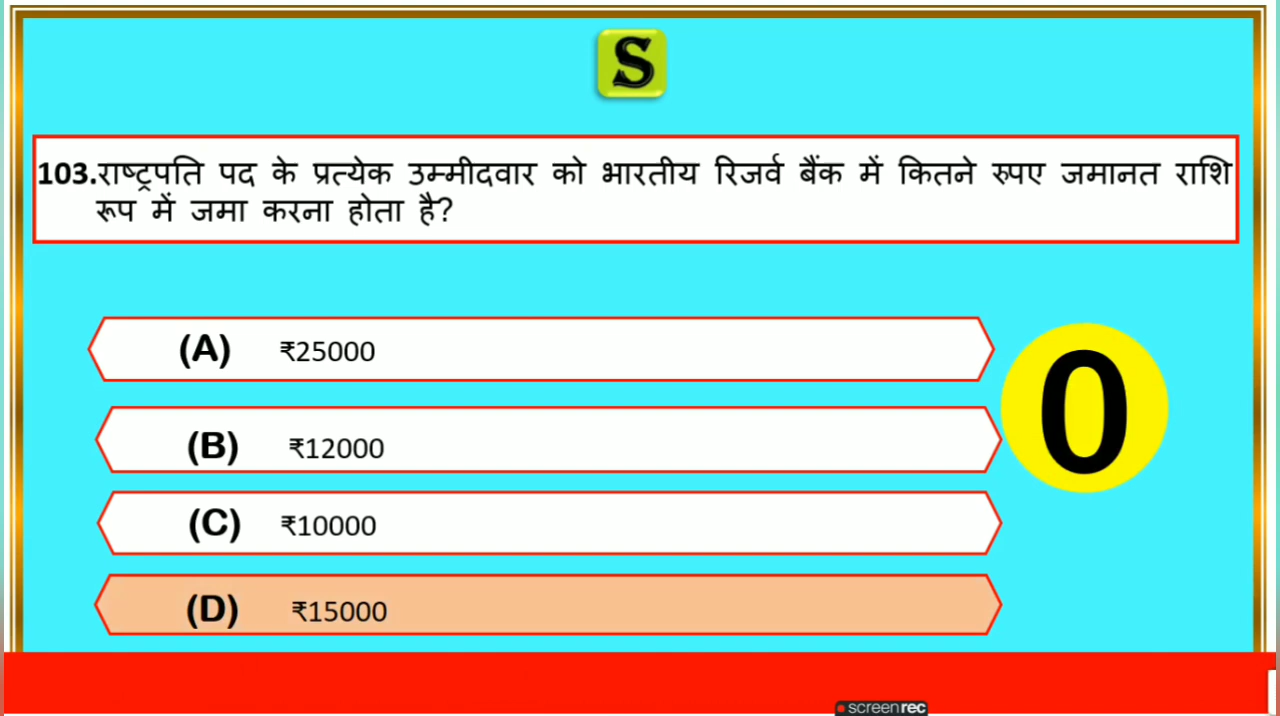 S
103.राष्ट्रपति पद के प्रत्येक उम्मीदवार को भारतीय रिजर्व बैंक में कितने रुपए जमानत राशि
रूप में जमा करना होता है?
(A) ₹25000
(B) ₹12000
(C) ₹10000
(D) ₹15000
0
screenrec